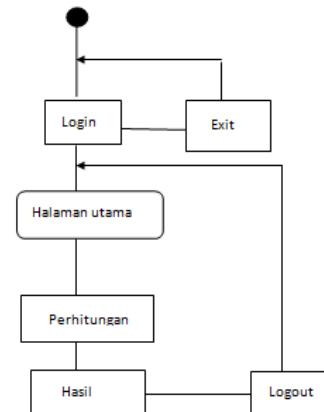 Login
Exit
Halaman utama
Perhitungan
Hasil
Logout